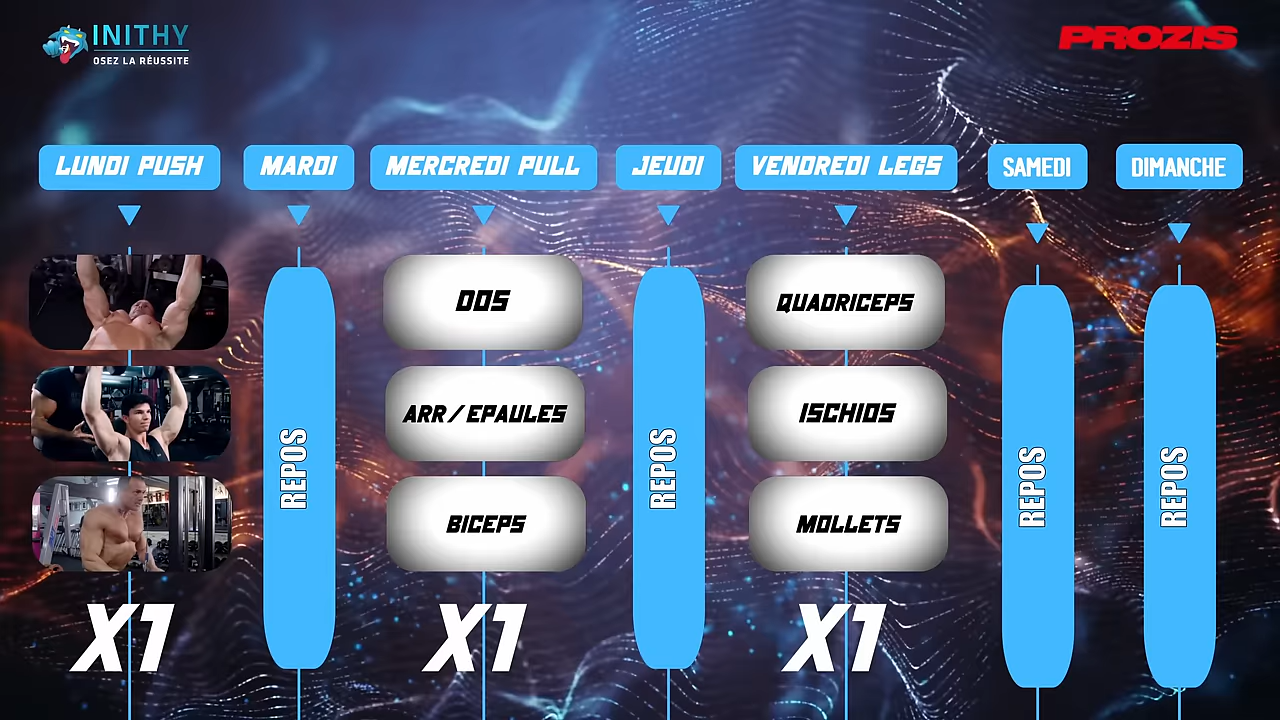 INITHY
OSEZ LA RÉUSSITE
PROZIS
LUNDI PUSH
MARDI
MERCREDI PULL
JEUDI
VENDREDI LEGS
SAMEDI
DIMANCHE
DOS
QUADRICEPS
ARR / EPAULES
ISCHIOS
REPOS
REPOS
REPOS
REPOS
BICEPS
MOLLETS
X1
X1
X1